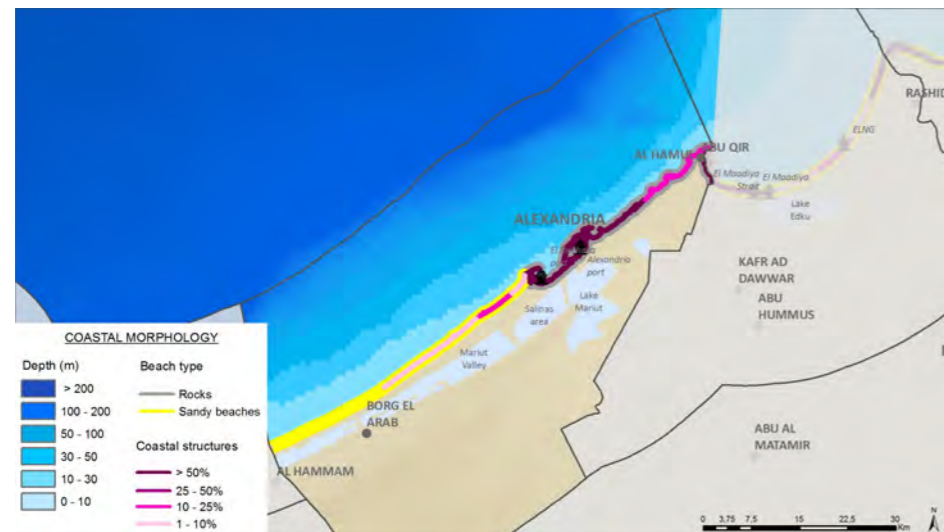 RASHID
ELNG
AL HAMUL
ABU QIR
El Maadiya
Strait
El Maadiya
Lake
Edku
ALEXANDRIA
port
Alexandria
port
KAFR AD
DAWWAR
ABU
HUMMUS
Salinas
area
Lake
Mariut
Mariut
Valley
BORG EL
ARAB
AL HAMMAM
ABU AL
MATAMIR
COASTAL MORPHOLOGY
Depth (m)
> 200
100 - 200
50 - 100
30 - 50
10 - 30
0 - 10
Beach type
Rocks
Sandy beaches
Coastal structures
> 50%
25 - 50%
10 - 25%
1 - 10%
0 3.75 7.5 15 22.5 30
Km
N